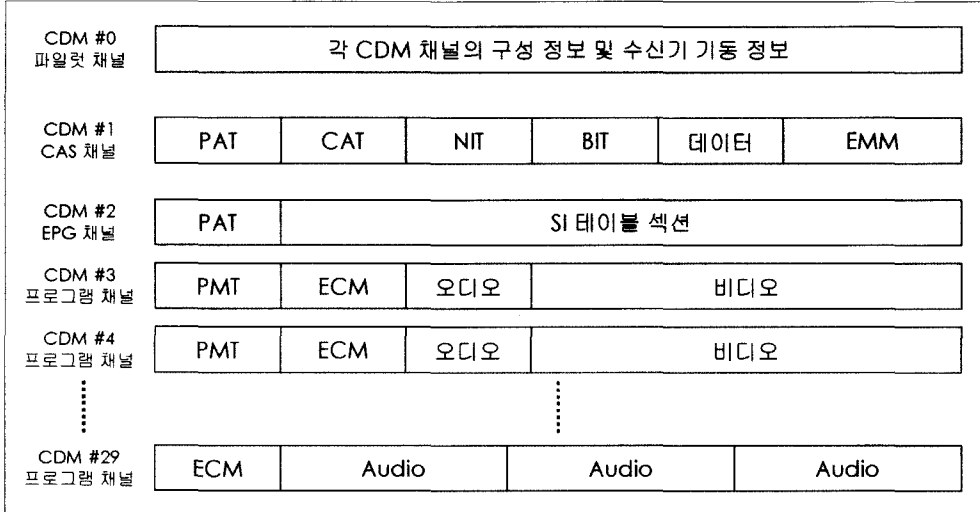 CDM #0
파일럿 채널
각 CDM 채널의 구성 정보 및 수신기 기동 정보
CDM #1
CAS 채널
PAT CAT NIT BIT 데이터 EMM
CDM #2
EPG 채널
PAT SI 테이블 섹션
CDM #3
프로그램 채널
PMT ECM 오디오 비디오
CDM #4
프로그램 채널
PMT ECM 오디오 비디오
CDM #29
프로그램 채널
ECM Audio Audio Audio